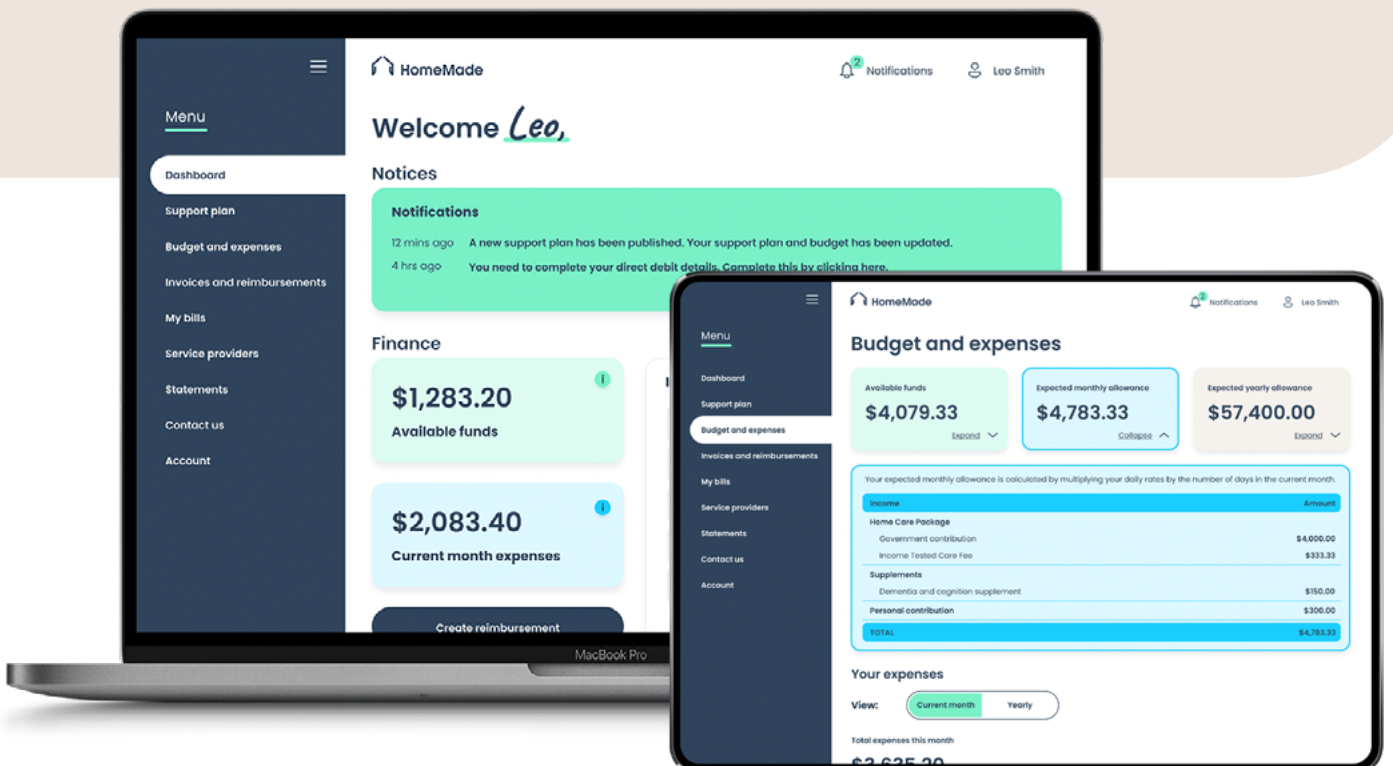 HomeMade
2 Notifications
Leo Smith
Menu
Dashboard
Support plan
Budget and expenses
Invoices and reimbursements
My bills
Service providers
Statements
Contact us
Account
Welcome Leo,
Notices
Notifications
12 mins ago A new support plan has been published. Your support plan and budget has been updated.
4 hrs ago You need to complete your direct debit details. Complete this by clicking here.
Finance
$1,283.20
Available funds
$2,083.40
Current month expenses
Create reimbursement
MacBook Pro
HomeMade
2 Notifications
Leo Smith
Menu
Dashboard
Support plan
Budget and expenses
Invoices and reimbursements
My bills
Service providers
Statements
Contact us
Account
Budget and expenses
Available funds
$4,079.33
Expand
Expected monthly allowance
$4,783.33
Collapse
Expected yearly allowance
$57,400.00
Expand
Your expected monthly allowance is calculated by multiplying your daily rates by the number of days in the current month.
Income Amount
Home Care Package
Government contribution $4,000.00
Income Tested Care Fee $333.33
Supplements
Dementia and cognition supplement $150.00
Personal contribution $300.00
TOTAL $4,783.33
Your expenses
View: Current month Yearly
Total expenses this month